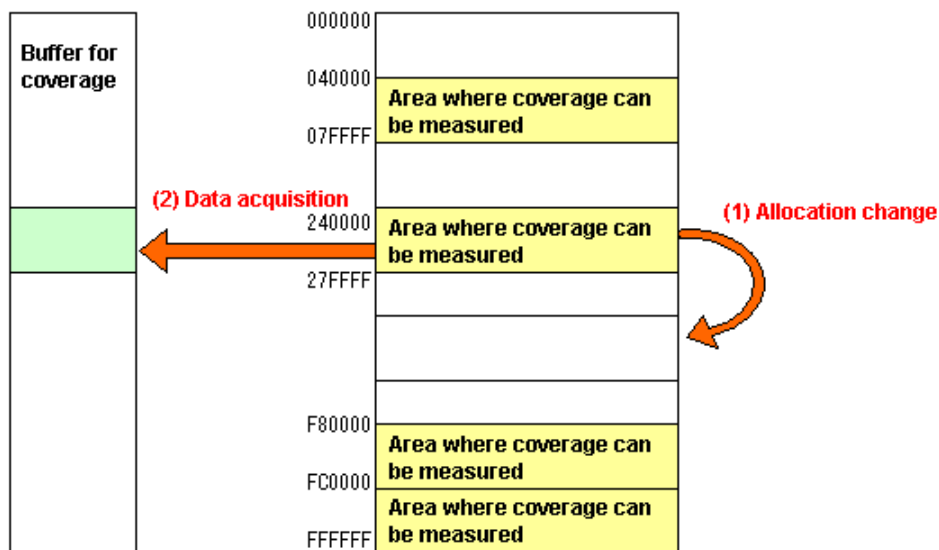 Buffer for
coverage
000000
040000
Area where coverage can
be measured
07FFFF
(2) Data acquisition
240000
Area where coverage can
be measured
(1) Allocation change
27FFFF
F80000
Area where coverage can
be measured
FC0000
Area where coverage can
be measured
FFFFFF